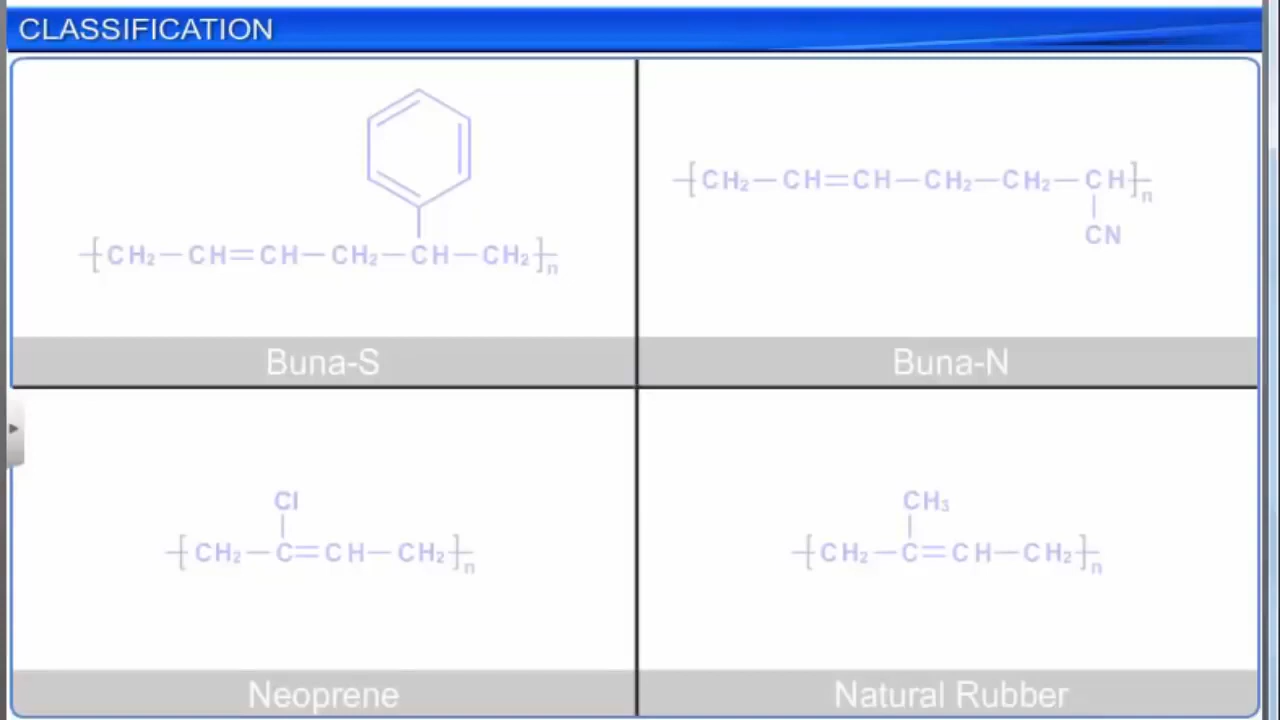 CLASSIFICATION
-[CH₂—CH=CH—CH₂—CH—CH₂]-n
Buna-S
-[CH₂—CH=CH—CH₂—CH₂—CH]-n
CN
Buna-N
Cl
-[CH₂—C=CH—CH₂]-n
Neoprene
CH₃
-[CH₂—C=CH—CH₂]-n
Natural Rubber